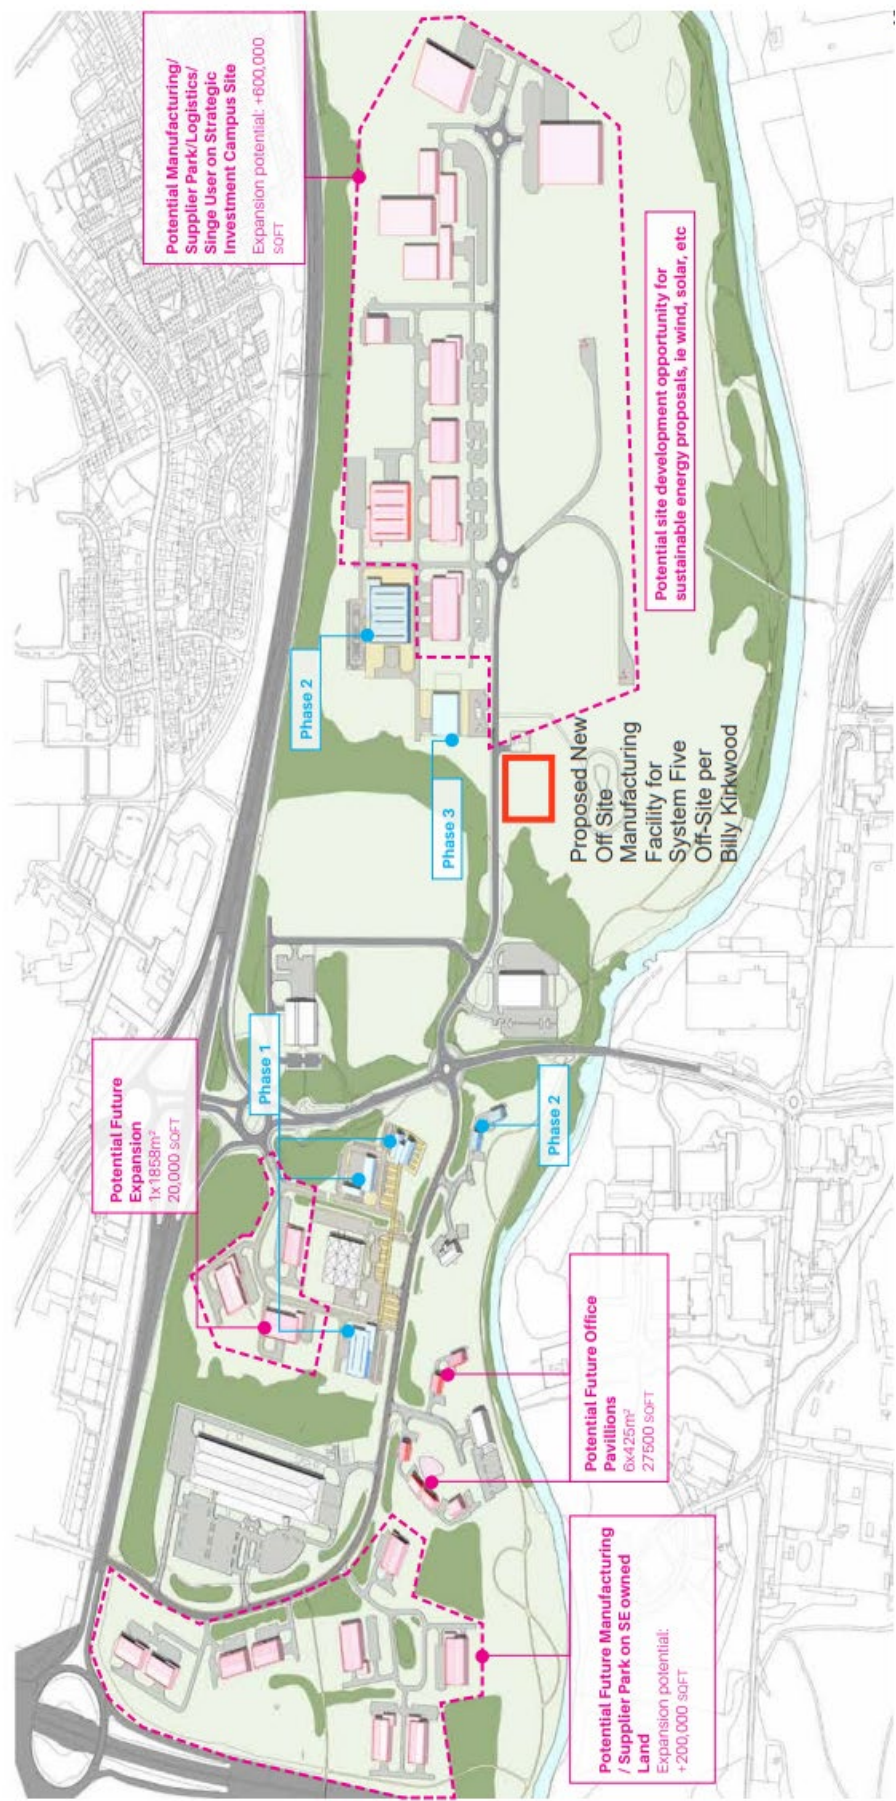 Potential Manufacturing/
Supplier Park/Logistics/
Singe User on Strategic
Investment Campus Site
Expansion potential: +600,000
SQFT
Potential site development opportunity for
sustainable energy proposals, ie wind, solar, etc
Phase 2
Phase 3
Proposed New
Off Site
Manufacturing
Facility for
System Five
Off-Site per
Billy Kirkwood
Potential Future
Expansion
1x1858m²
20,000 SQFT
Phase 1
Phase 2
Potential Future Office
Pavillions
6x425m²
27500 SQFT
Potential Future Manufacturing
/ Supplier Park on SE owned
Land
Expansion potential:
+200,000 SQFT